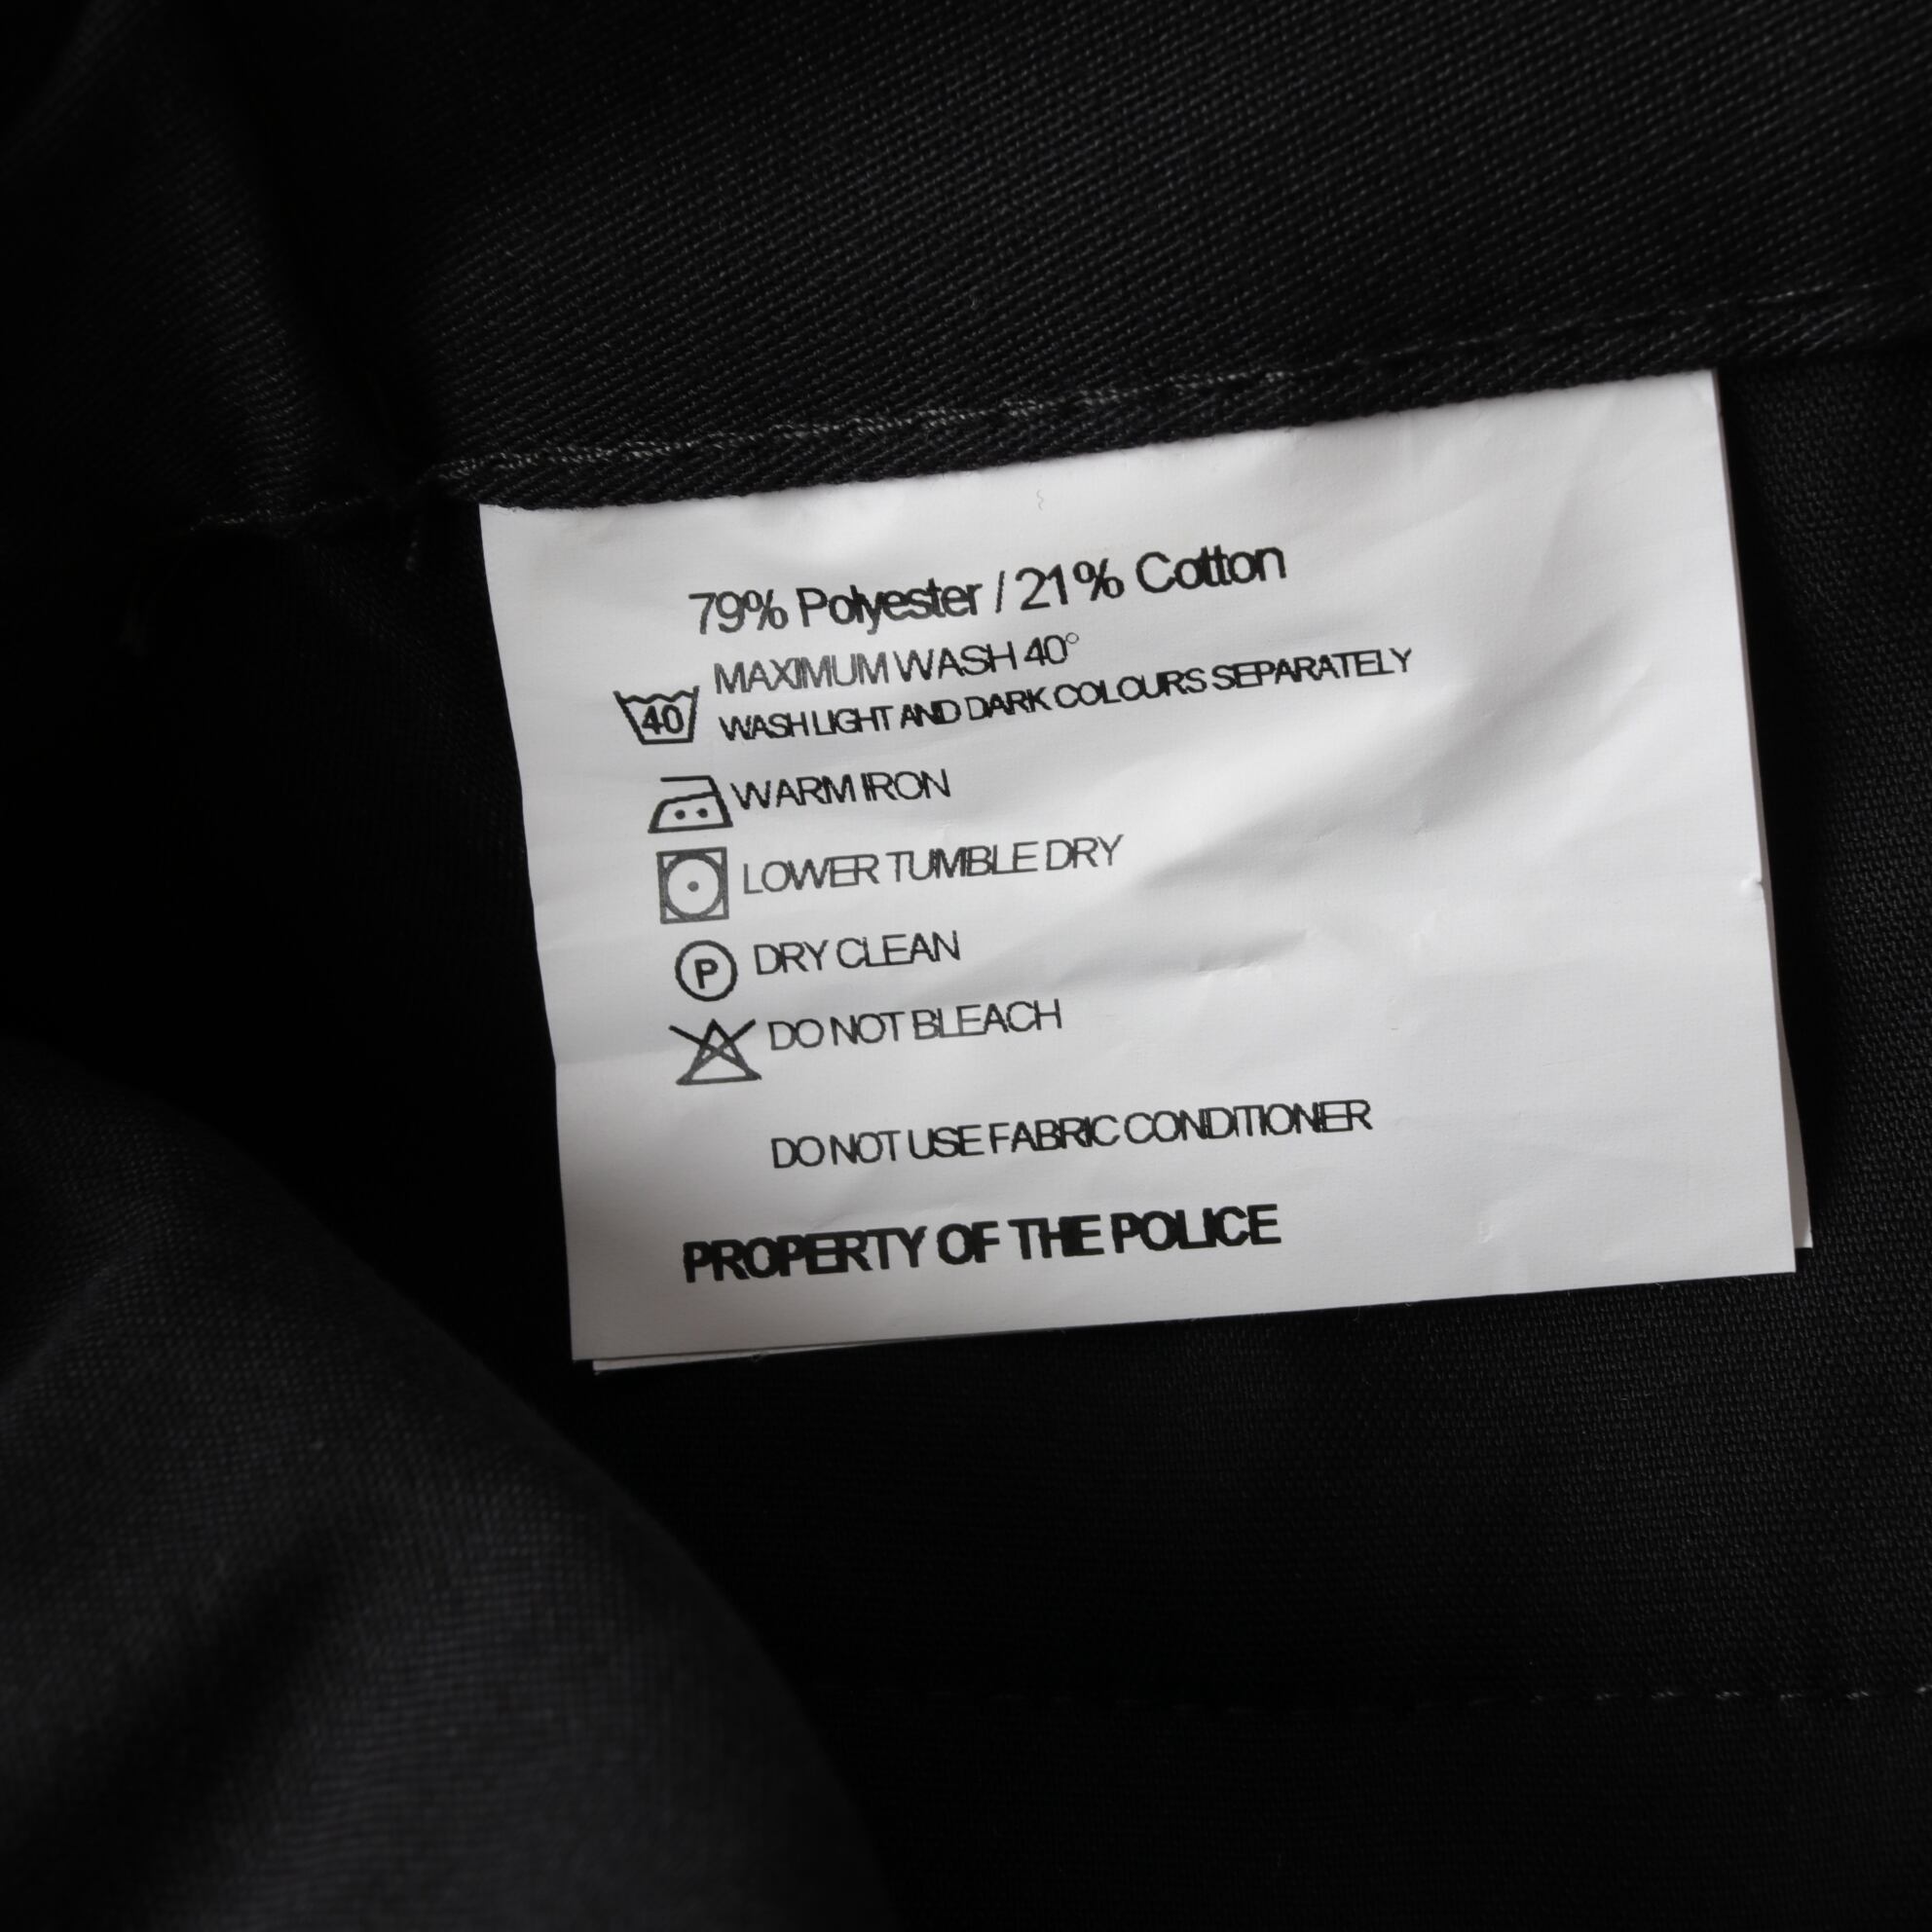 79% Polyester / 21% Cotton
MAXIMUM WASH 40°
40 WASH LIGHT AND DARK COLOURS SEPARATELY
WARM IRON
LOWER TUMBLE DRY
P DRY CLEAN
DO NOT BLEACH
DO NOT USE FABRIC CONDITIONER
PROPERTY OF THE POLICE